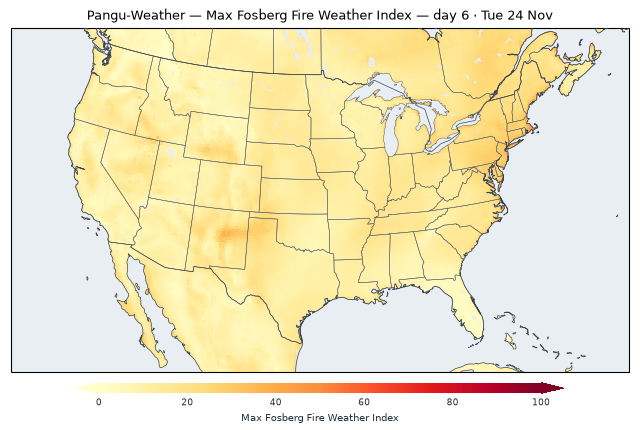 Pangu-Weather — Max Fosberg Fire Weather Index — day 6 · Tue 24 Nov
0 20 40 60 80 100
Max Fosberg Fire Weather Index